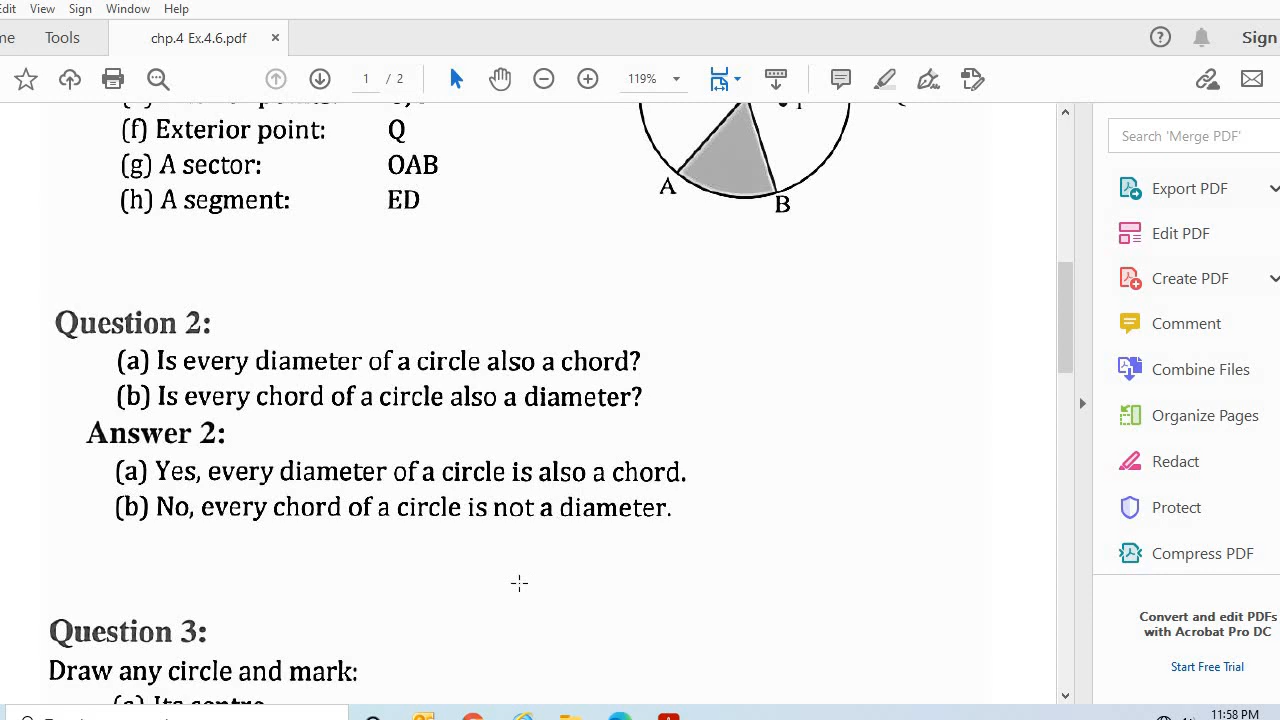 Edit View Sign Window Help
Tools
chp.4 Ex.4.6.pdf ×
Sign
1 / 2
119%
(f) Exterior point: Q
(g) A sector: OAB
(h) A segment: ED
A
B
Question 2:
(a) Is every diameter of a circle also a chord?
(b) Is every chord of a circle also a diameter?
Answer 2:
(a) Yes, every diameter of a circle is also a chord.
(b) No, every chord of a circle is not a diameter.
Question 3:
Draw any circle and mark:
(a) Its centre
Search 'Merge PDF'
Export PDF
Edit PDF
Create PDF
Comment
Combine Files
Organize Pages
Redact
Protect
Compress PDF
Convert and edit PDFs
with Acrobat Pro DC
Start Free Trial
11:58 PM